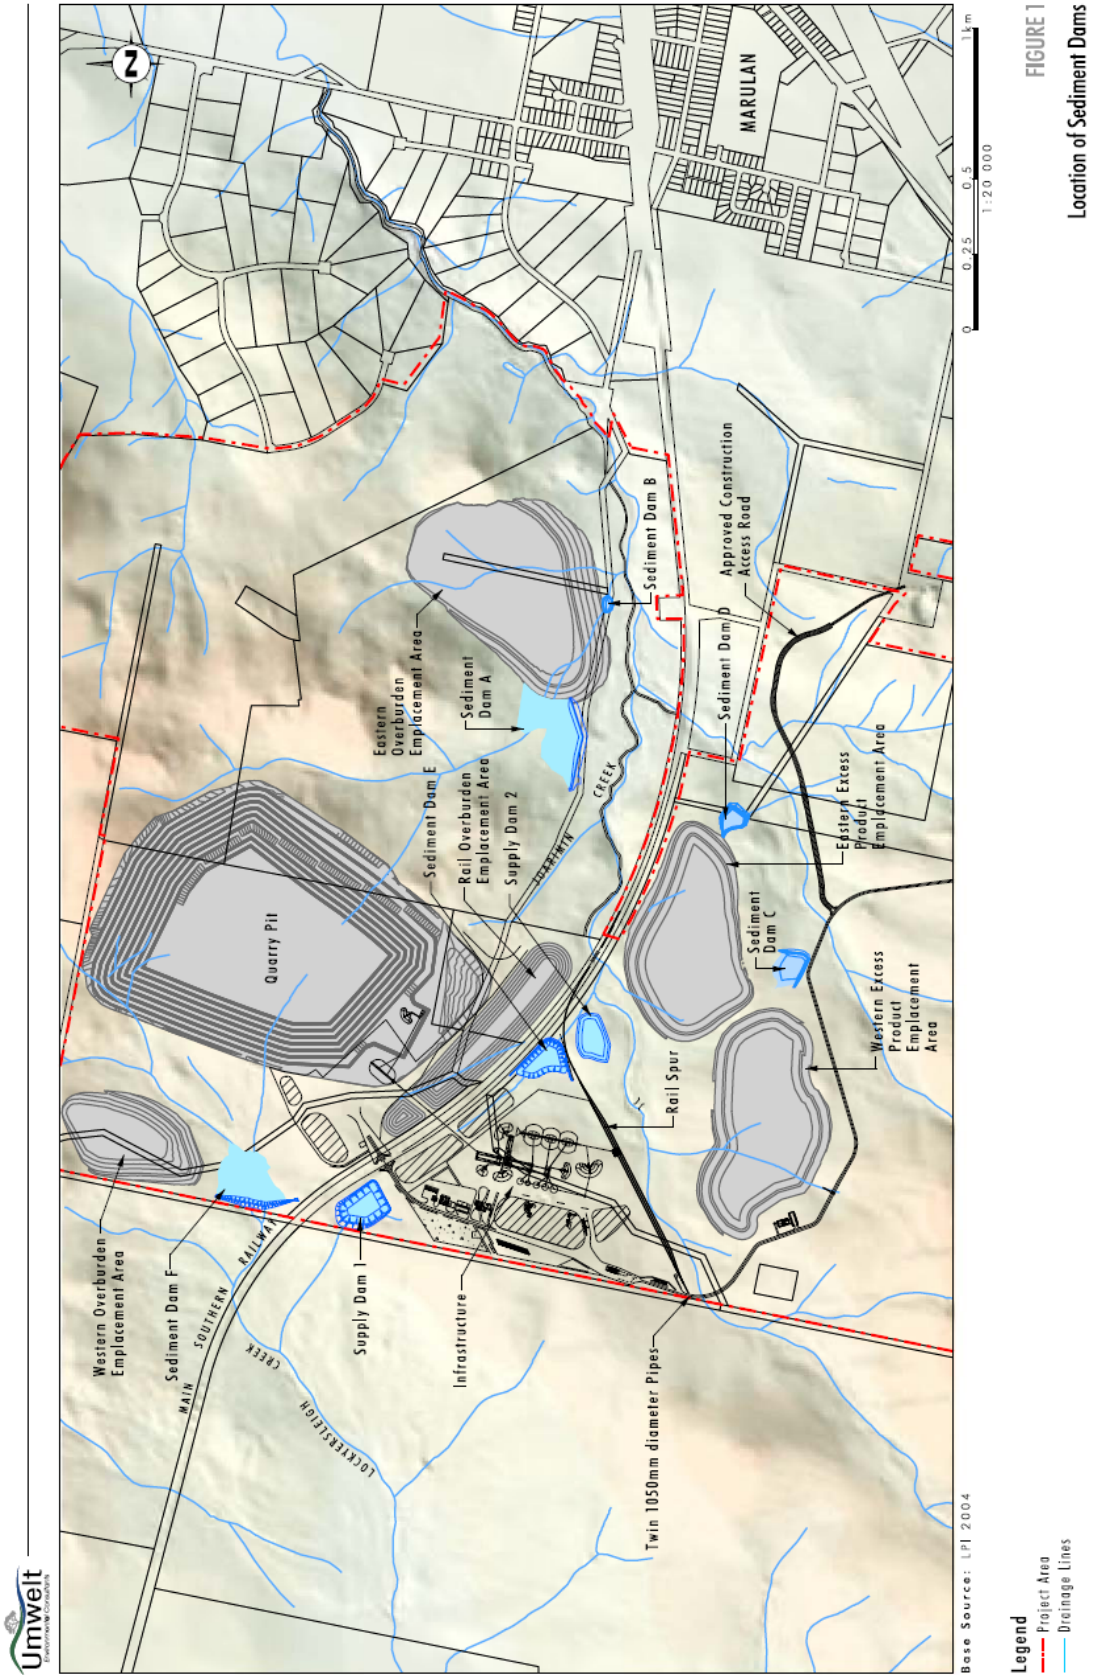 Umwelt
Environmental Consultants
N
MARULAN
Quarry Pit
Western Overburden
Emplacement Area
Sediment Dam F
MAIN
SOUTHERN
RAILWAY
CREEK
LOCKYERSLEIGH
Supply Dam 1
Infrastructure
Twin 1050mm diameter Pipes
Eastern
Overburden
Emplacement Area
Sediment
Dam A
Sediment Dam E
Rail Overburden
Emplacement Area
Supply Dam 2
JOARIMIN
CREEK
Sediment Dam B
Sediment Dam D
Approved Construction
Access Road
Eastern Excess
Product
Emplacement Area
Sediment
Dam C
Western Excess
Product
Emplacement
Area
Rail Spur
Base Source: LPI 2004
0 0.25 0.5 1km
1:20 000
Legend
Project Area
Drainage Lines
FIGURE 1
Location of Sediment Dams